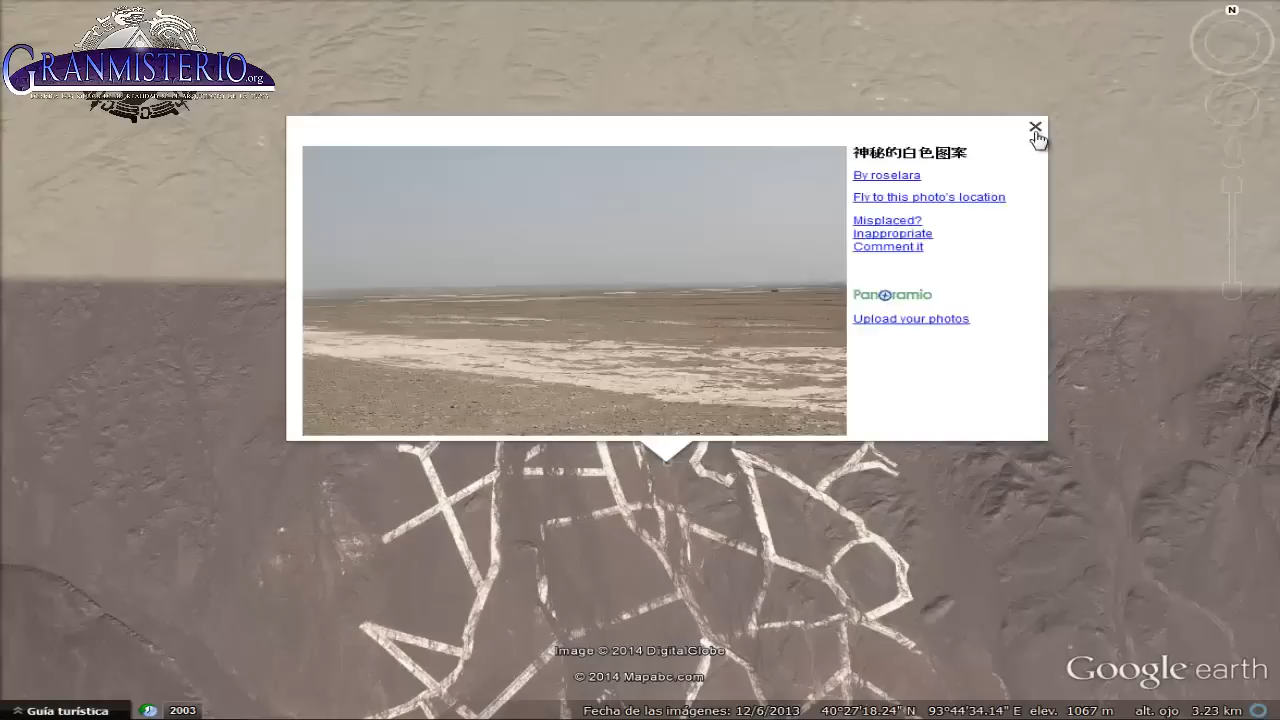 N
GRANMISTERIO.org
神秘的白色图案
By roselara
Fly to this photo's location
Misplaced?
Inappropriate
Comment it
Panoramio
Upload your photos
Image © 2014 DigitalGlobe
© 2014 Mapabc.com
Google earth
Guía turística
2003
Fecha de las imágenes: 12/6/2013 40°27'18.24" N 93°44'34.14" E elev. 1067 m alt. ojo 3.23 km